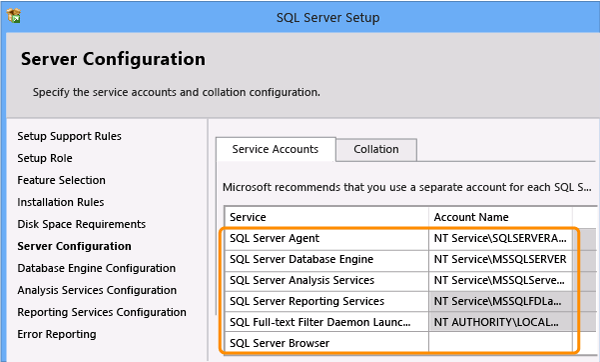 SQL Server Setup
Server Configuration
Specify the service accounts and collation configuration.
Setup Support Rules
Setup Role
Feature Selection
Installation Rules
Disk Space Requirements
Server Configuration
Database Engine Configuration
Analysis Services Configuration
Reporting Services Configuration
Error Reporting
Service Accounts Collation
Microsoft recommends that you use a separate account for each SQL S...
Service Account Name
SQL Server Agent NT Service\SQLSERVERA...
SQL Server Database Engine NT Service\MSSQLSERVER
SQL Server Analysis Services NT Service\MSSQLServe...
SQL Server Reporting Services NT Service\MSSQLFDLa...
SQL Full-text Filter Daemon Launc... NT AUTHORITY\LOCAL...
SQL Server Browser